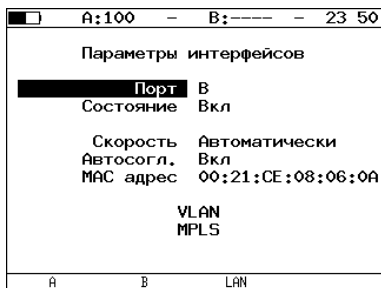 A:100 – B:---- – 23 50
Параметры интерфейсов
Порт B
Состояние Вкл
Скорость Автоматически
Автосогл. Вкл
MAC адрес 00:21:CE:08:06:0A
VLAN
MPLS
A B LAN